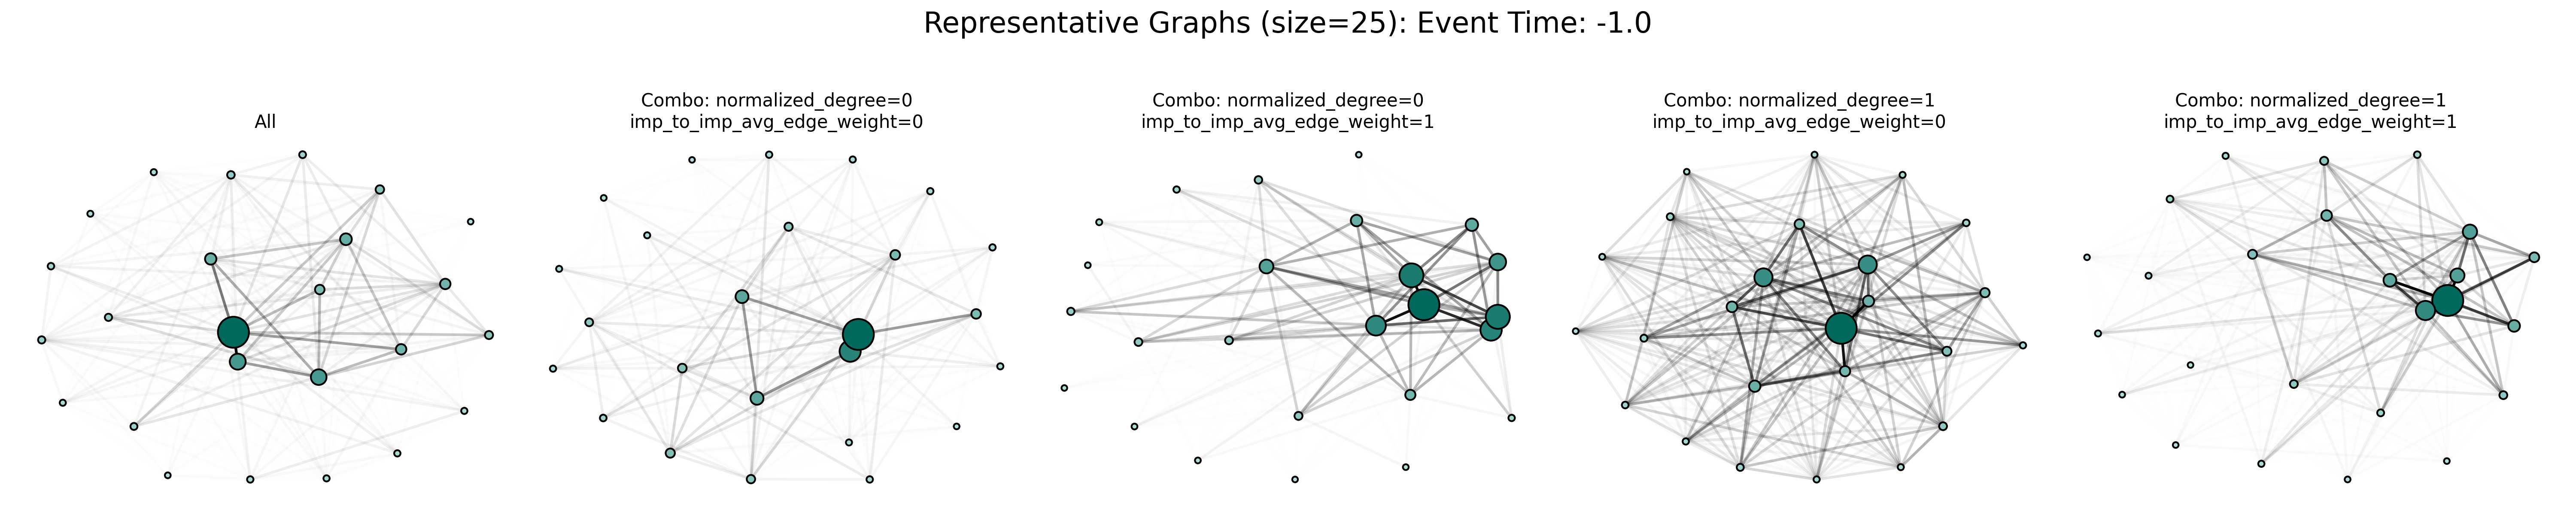 Representative Graphs (size=25): Event Time: -1.0
All
Combo: normalized_degree=0
imp_to_imp_avg_edge_weight=0
Combo: normalized_degree=0
imp_to_imp_avg_edge_weight=1
Combo: normalized_degree=1
imp_to_imp_avg_edge_weight=0
Combo: normalized_degree=1
imp_to_imp_avg_edge_weight=1